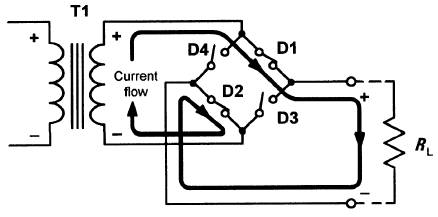 T1
+ + D4 D1
Current
flow
+
D2
D3
R_L
− − −